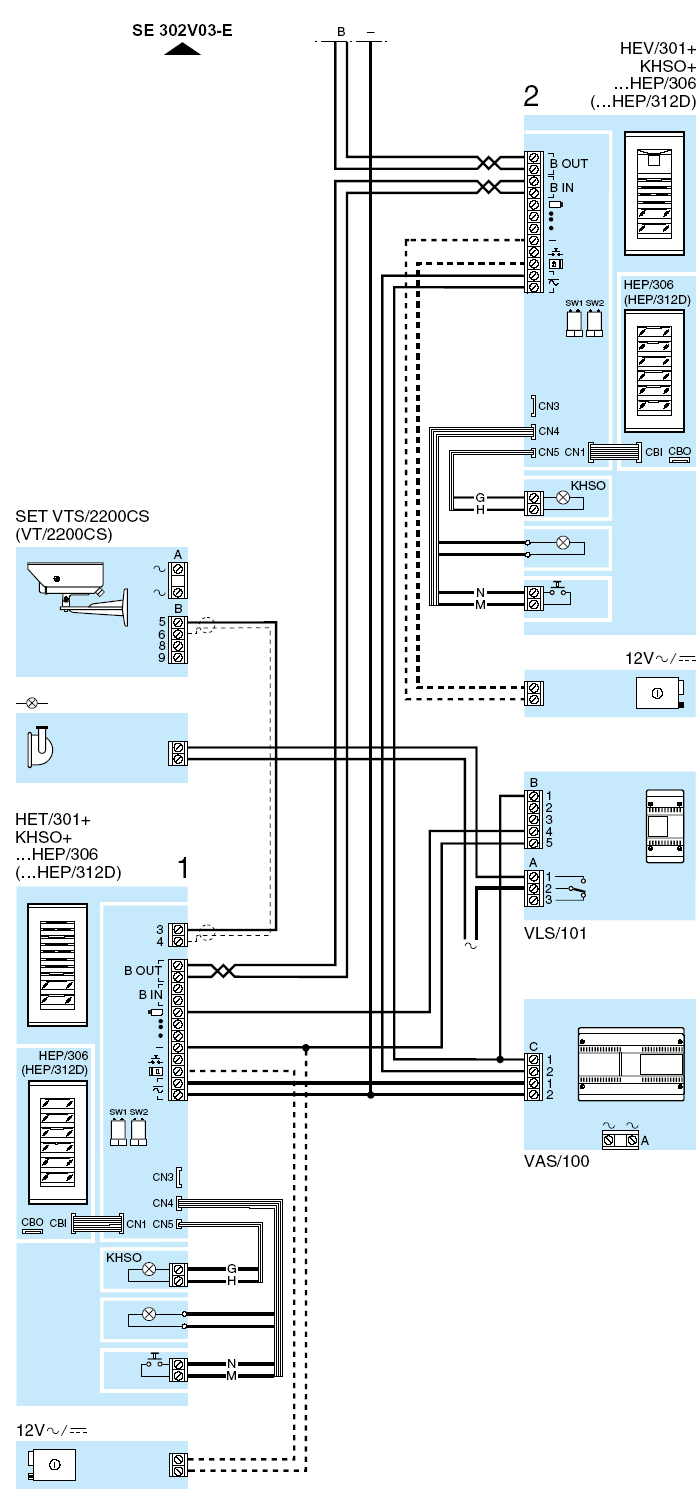 SE 302V03-E
B –
HEV/301+
KHSO+
...HEP/306
(...HEP/312D)
2
B OUT
B IN
–
HEP/306
(HEP/312D)
SW1 SW2
CN3
CN4
CN5 CN1 CBI CBO
KHSO
G
H
N
M
12V~/⎓
SET VTS/2200CS
(VT/2200CS)
A
~
~
B
5
6
8
9
HET/301+
KHSO+
...HEP/306
(...HEP/312D)
1
3
4
B OUT
B IN
–
HEP/306
(HEP/312D)
SW1 SW2
CN3
CN4
CBO CBI CN1 CN5
KHSO
G
H
N
M
12V~/⎓
B
1
2
3
4
5
A
1
2
3
~
VLS/101
C
1
2
1
2
~ ~
A
VAS/100